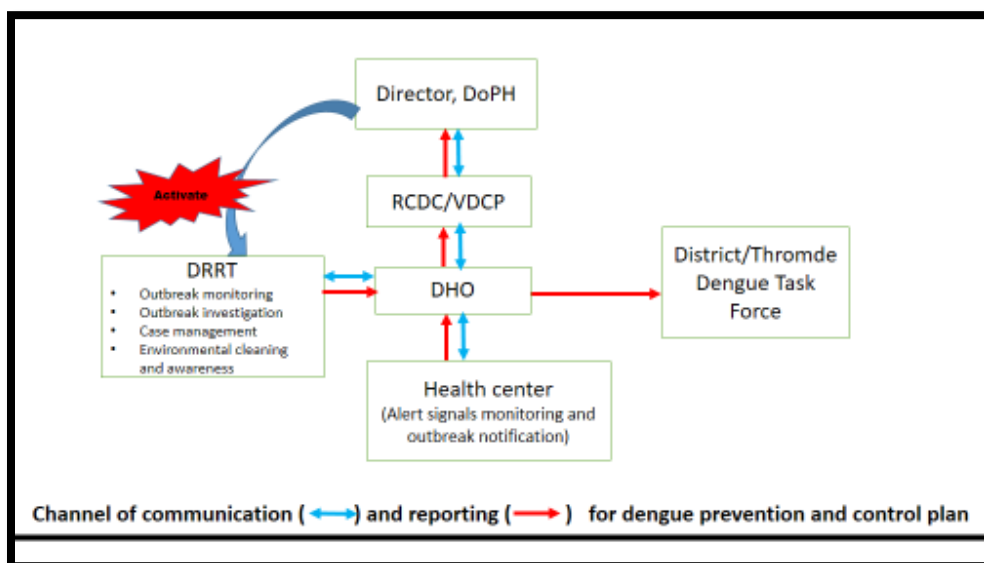 Director, DoPH
Activate
RCDC/VDCP
District/Thromde
Dengue Task
Force
DRRT
• Outbreak monitoring
• Outbreak investigation
• Case management
• Environmental cleaning
and awareness
DHO
Health center
(Alert signals monitoring and
outbreak notification)
Channel of communication ( ) and reporting ( ) for dengue prevention and control plan